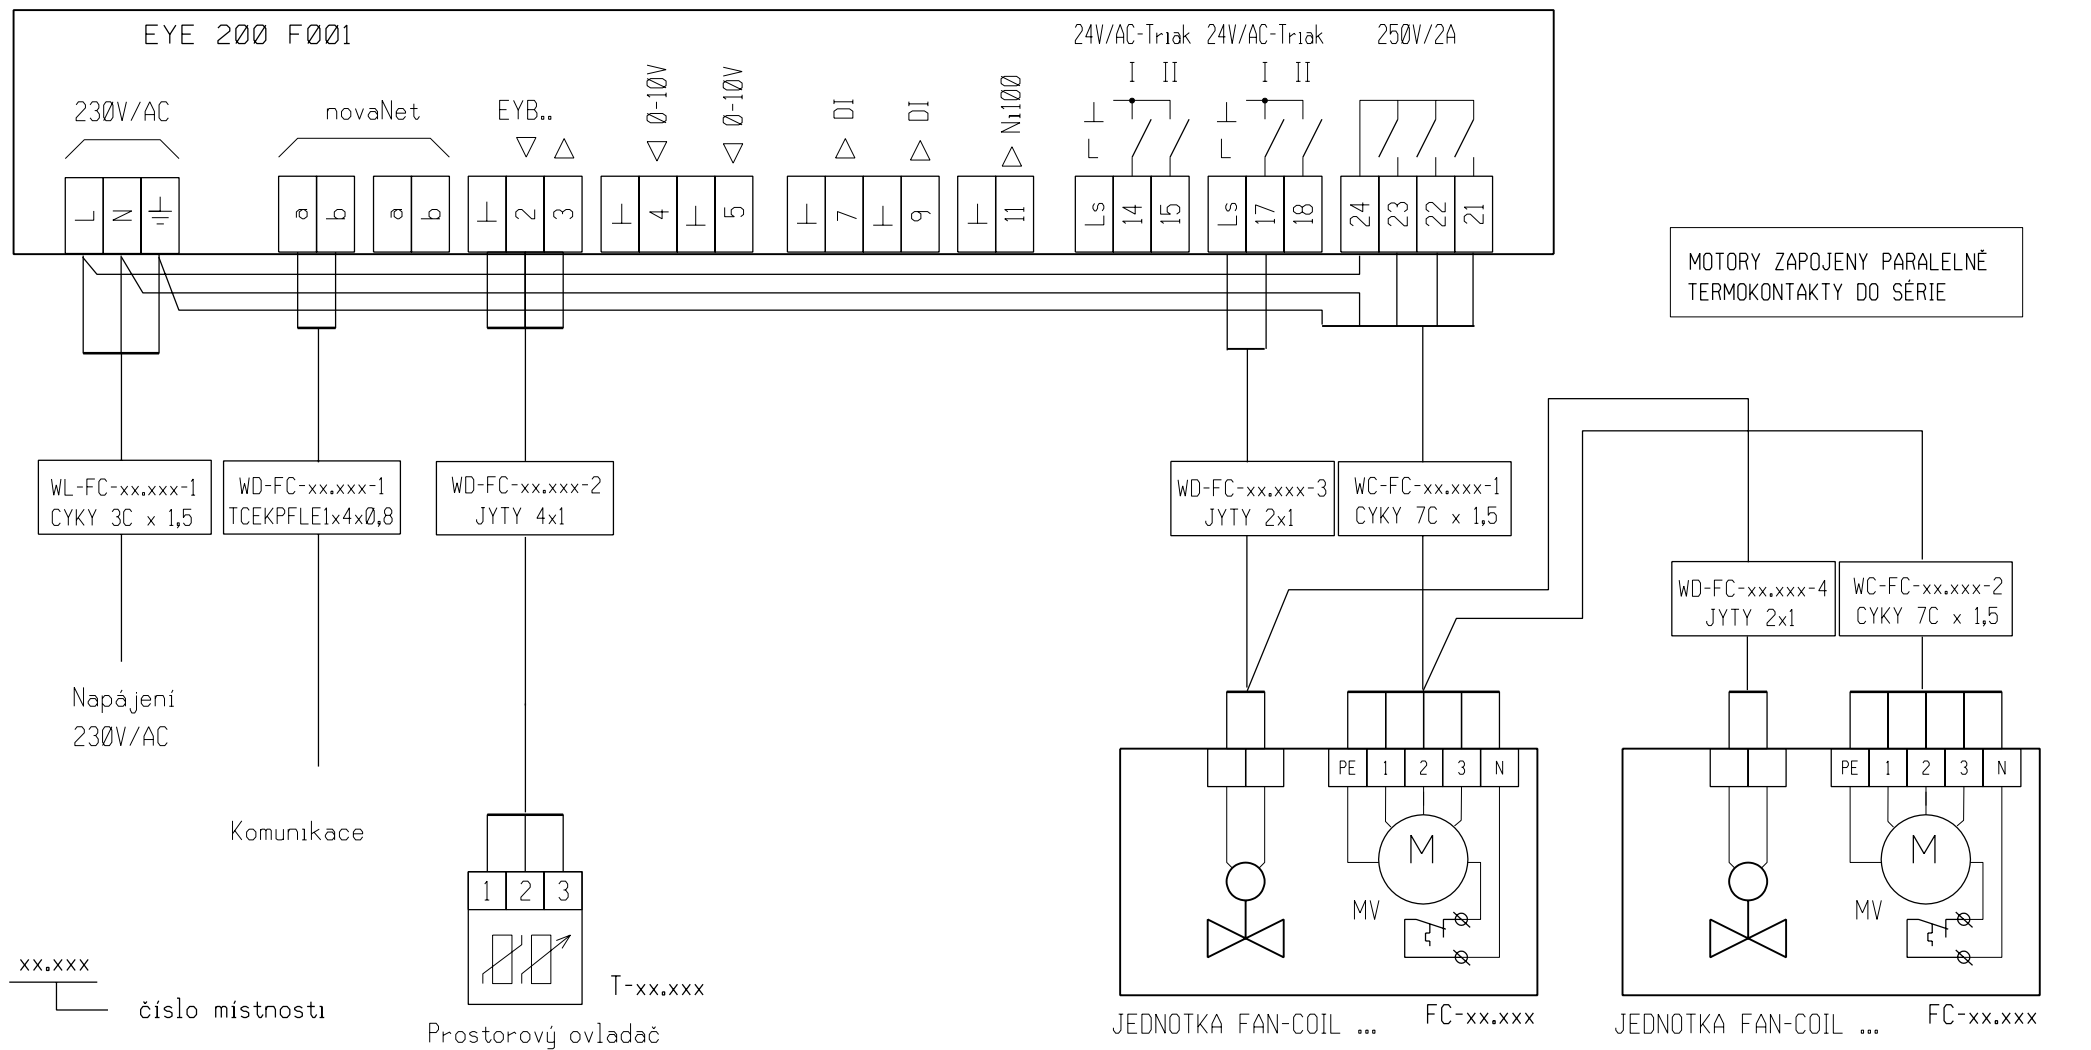 EYE 200 F001
24V/AC-Triak
24V/AC-Triak
250V/2A
I II
I II
230V/AC
novaNet
EYB..
0-10V
0-10V
DI
DI
Ni100
L
L
L
N
a
b
a
b
2
3
4
5
7
9
11
Ls
14
15
Ls
17
18
24
23
22
21
MOTORY ZAPOJENY PARALELNĚ
TERMOKONTAKTY DO SÉRIE
WL-FC-xx.xxx-1
CYKY 3C x 1,5
WD-FC-xx.xxx-1
TCEKPFLE1x4x0,8
WD-FC-xx.xxx-2
JYTY 4x1
WD-FC-xx.xxx-3
JYTY 2x1
WC-FC-xx.xxx-1
CYKY 7C x 1,5
WD-FC-xx.xxx-4
JYTY 2x1
WC-FC-xx.xxx-2
CYKY 7C x 1,5
Napájení
230V/AC
Komunikace
PE 1 2 3 N
M
MV
PE 1 2 3 N
M
MV
1 2 3
T-xx.xxx
Prostorový ovladač
xx.xxx
číslo místnosti
JEDNOTKA FAN-COIL ...
FC-xx.xxx
JEDNOTKA FAN-COIL ...
FC-xx.xxx